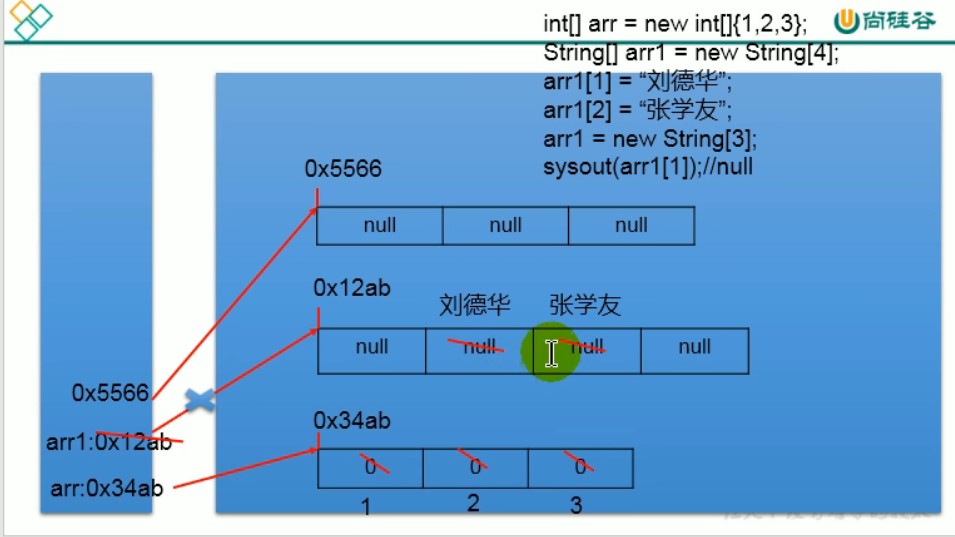 尚硅谷
int[] arr = new int[]{1,2,3};
String[] arr1 = new String[4];
arr1[1] = “刘德华”;
arr1[2] = “张学友”;
arr1 = new String[3];
sysout(arr1[1]);//null
0x5566
null null null
0x12ab
刘德华 张学友
null null null null
0x5566
arr1:0x12ab
arr:0x34ab
0x34ab
0 0 0
1 2 3